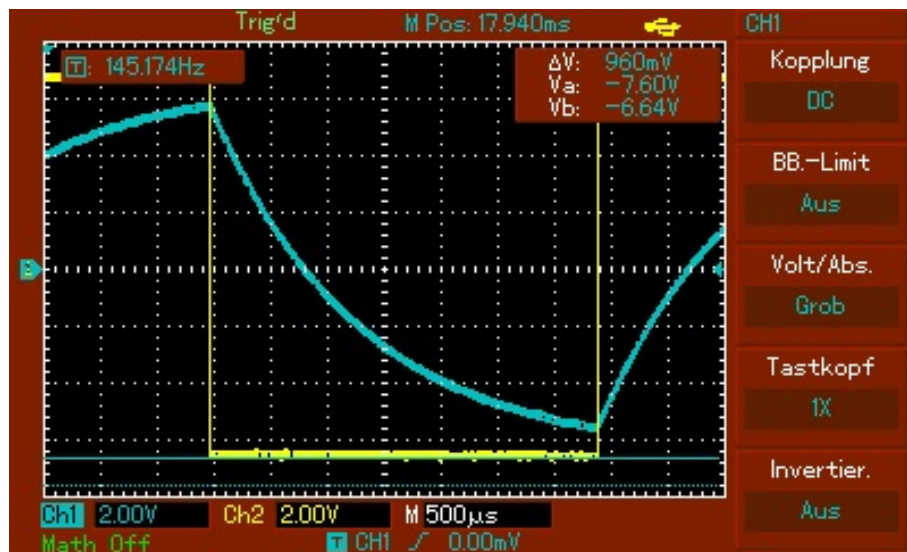 Trig'd M Pos: 17.940ms CH1
T: 145.174Hz
ΔV: 960mV
Va: -7.60V
Vb: -6.64V
Kopplung
DC
BB.-Limit
Aus
Volt/Abs.
Grob
Tastkopf
1X
Invertier.
Aus
Ch1 2.00V Ch2 2.00V M 500µs
Math Off T CH1 / 0.00mV